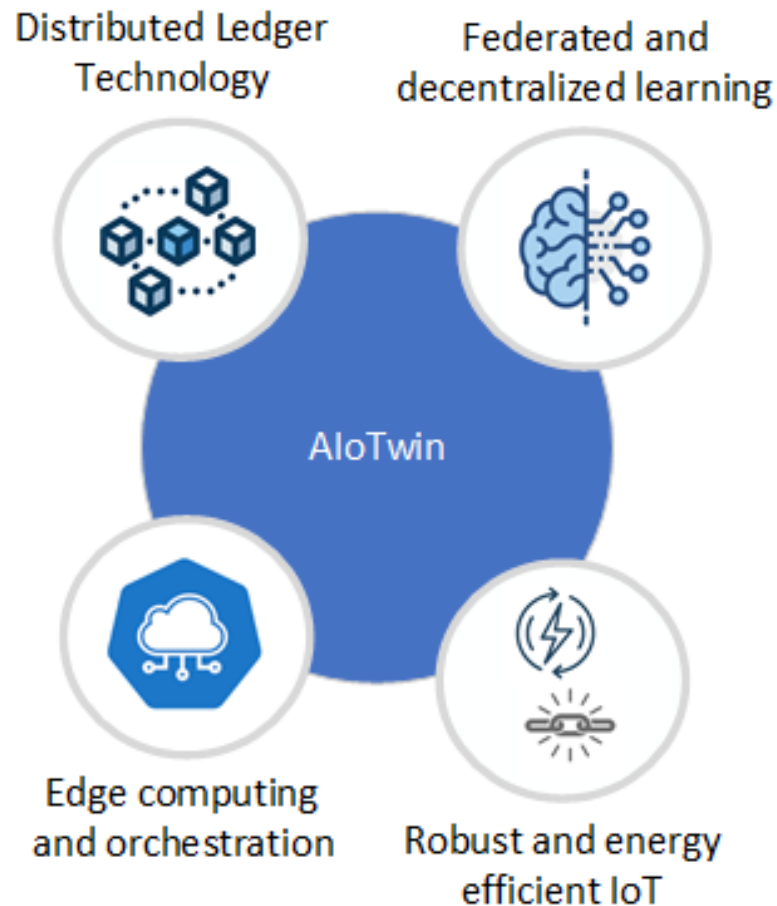 Distributed Ledger
Technology
Federated and
decentralized learning
AIoTwin
Edge computing
and orchestration
Robust and energy
efficient IoT